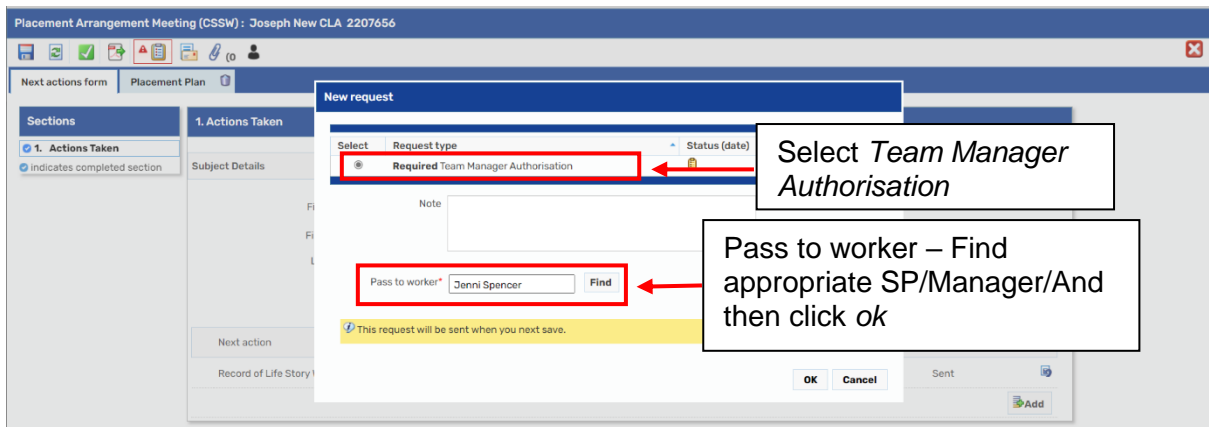 Placement Arrangement Meeting (CSSW) : Joseph New CLA 2207656
(0
Next actions form Placement Plan
New request
Sections
1. Actions Taken
Select Request type Status (date)
1. Actions Taken
indicates completed section
Subject Details
Required Team Manager Authorisation
Select Team Manager
Authorisation
Note
Pass to worker – Find
appropriate SP/Manager/And
then click ok
Pass to worker* Jenni Spencer Find
This request will be sent when you next save.
Next action
Record of Life Story
OK Cancel
Sent
Add